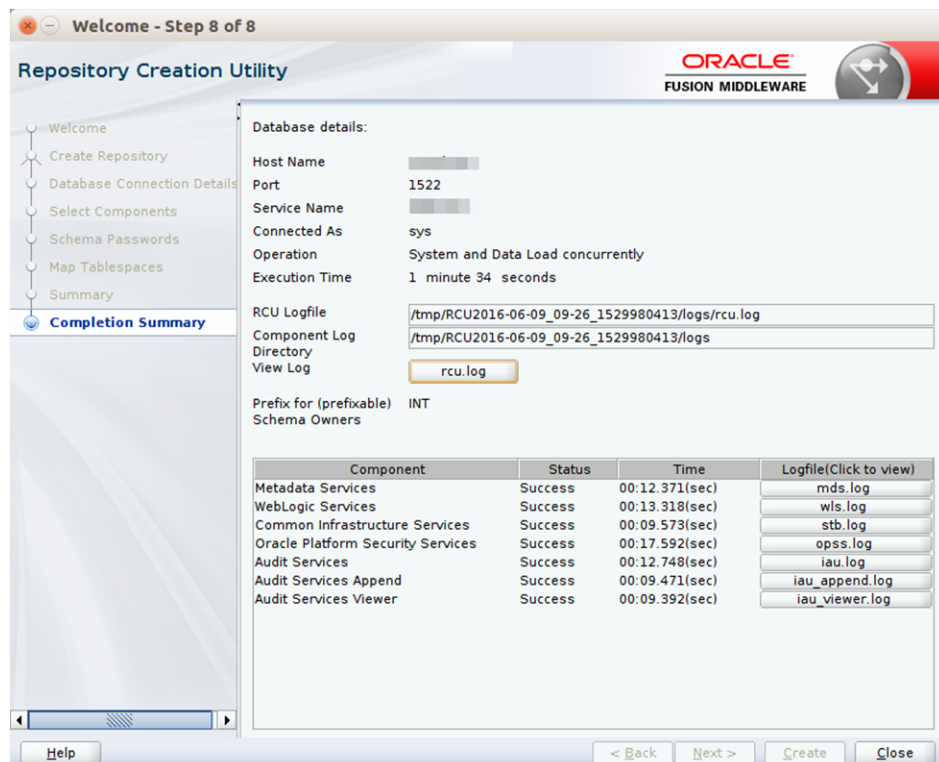 Welcome - Step 8 of 8
Repository Creation Utility
ORACLE
FUSION MIDDLEWARE
Welcome
Create Repository
Database Connection Details
Select Components
Schema Passwords
Map Tablespaces
Summary
Completion Summary
Database details:
Host Name
Port 1522
Service Name
Connected As sys
Operation System and Data Load concurrently
Execution Time 1 minute 34 seconds
RCU Logfile /tmp/RCU2016-06-09_09-26_1529980413/logs/rcu.log
Component Log /tmp/RCU2016-06-09_09-26_1529980413/logs
Directory
View Log rcu.log
Prefix for (prefixable) INT
Schema Owners
Component Status Time Logfile(Click to view)
Metadata Services Success 00:12.371(sec) mds.log
WebLogic Services Success 00:13.318(sec) wls.log
Common Infrastructure Services Success 00:09.573(sec) stb.log
Oracle Platform Security Services Success 00:17.592(sec) opss.log
Audit Services Success 00:12.748(sec) iau.log
Audit Services Append Success 00:09.471(sec) iau_append.log
Audit Services Viewer Success 00:09.392(sec) iau_viewer.log
Help < Back Next > Create Close